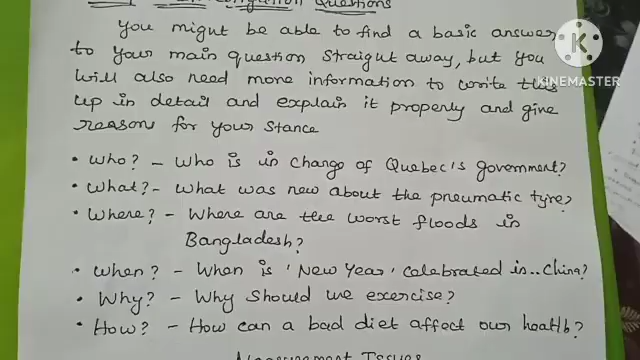 Investigation Questions
You might be able to find a basic answer
to your main question straight away, but you
will also need more information to write this
up in detail and explain it properly and give
reasons for your stance
• Who? - Who is in charge of Quebec's government?
• What? - What was new about the pneumatic tyre?
• Where? - Where are the worst floods in
Bangladesh?
• When? - When is 'New Year' celebrated in.. China?
• Why? - Why should we exercise?
• How? - How can a bad diet affect our health?
Issues
KINEMASTER